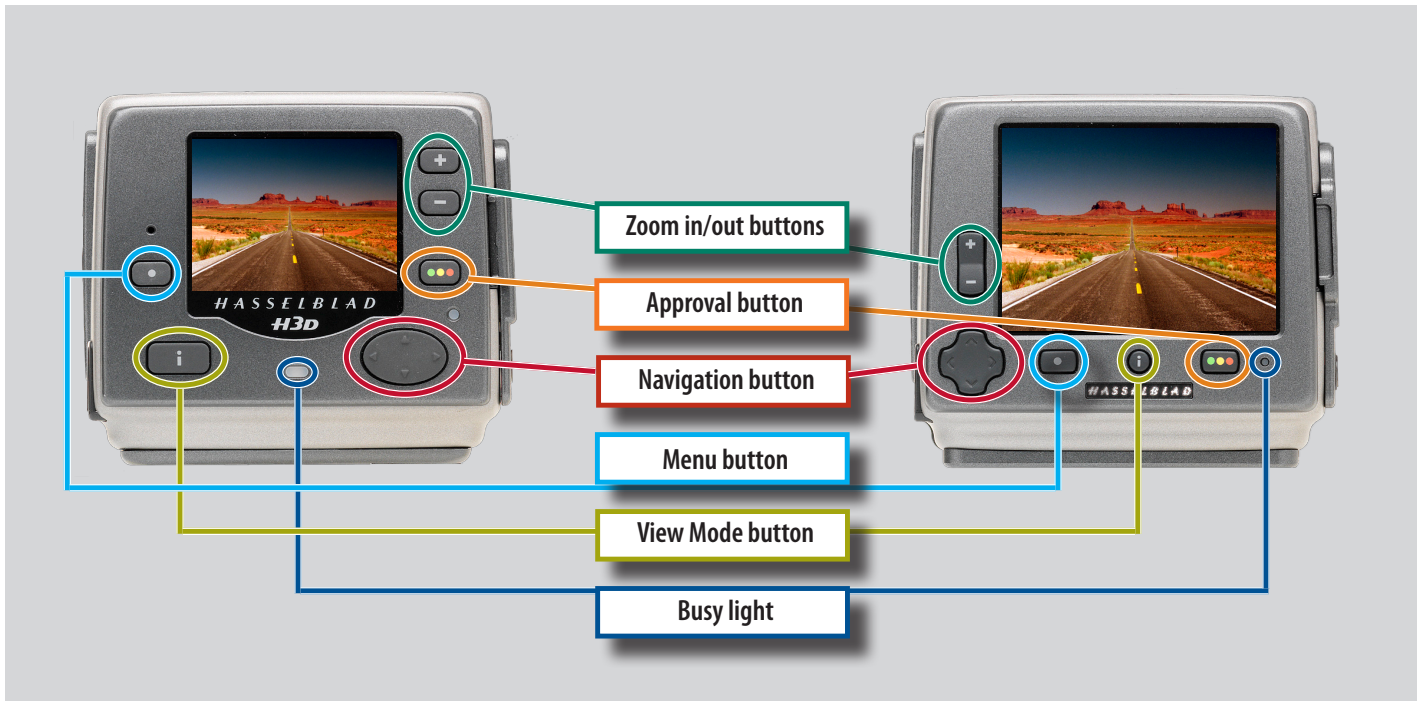 +
−
HASSELBLAD
H3D
i
Zoom in/out buttons
Approval button
Navigation button
Menu button
View Mode button
Busy light
+
−
i
HASSELBLAD